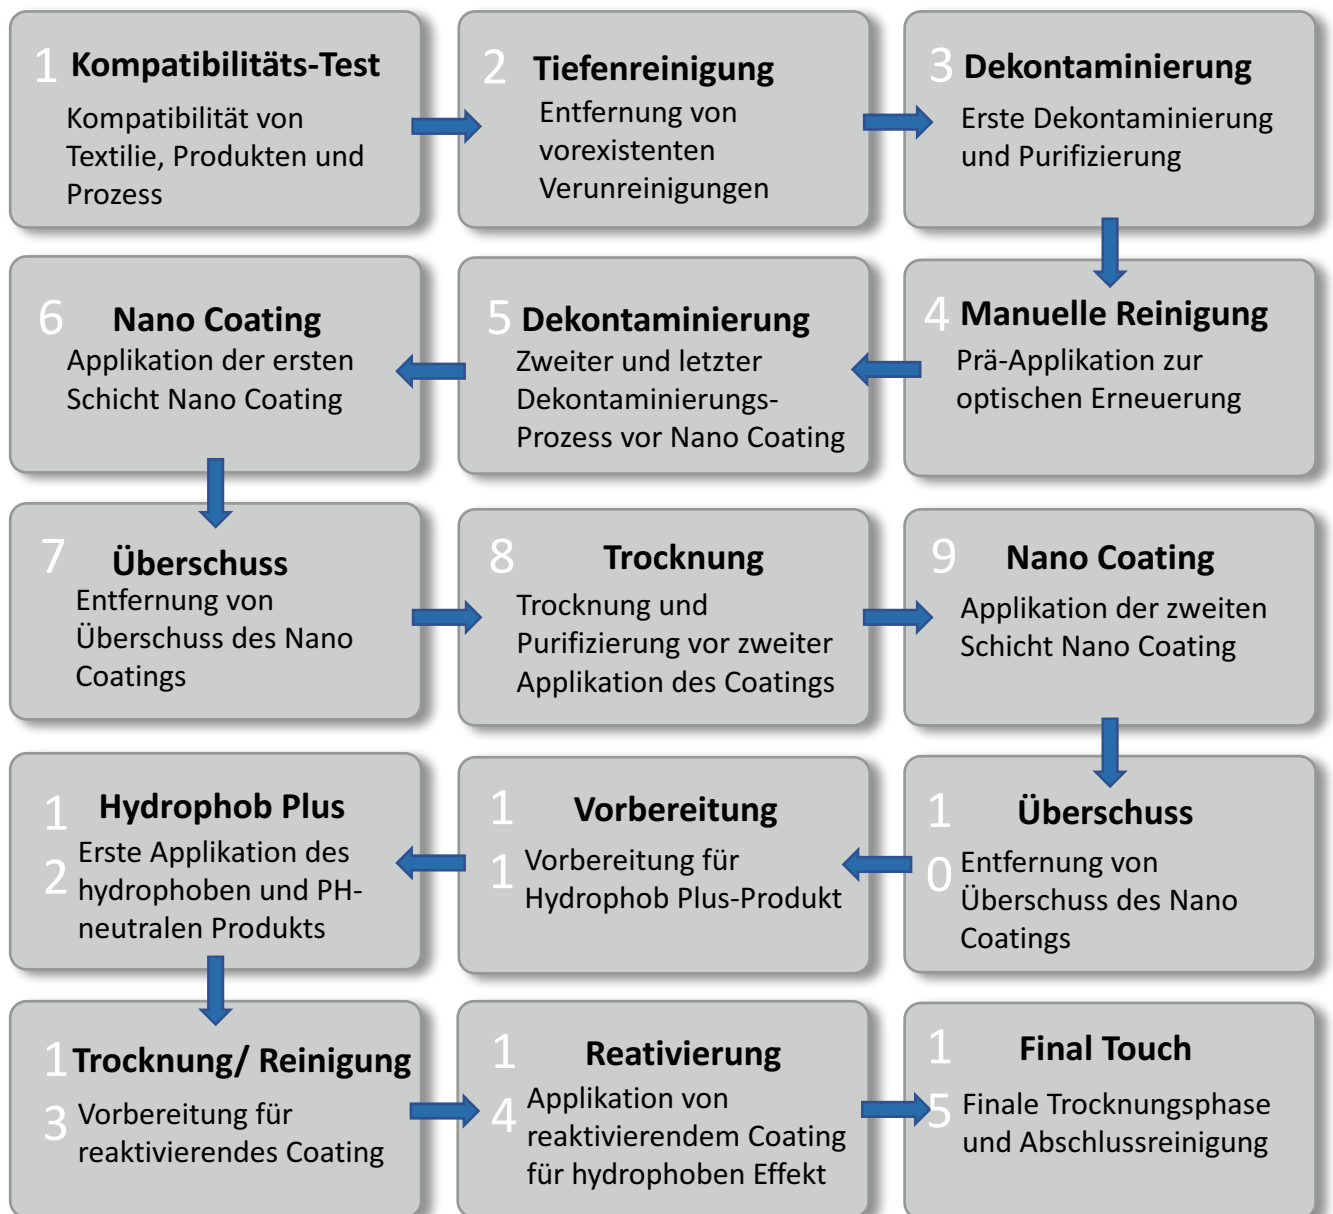 1 Kompatibilitäts-Test
Kompatibilität von
Textilie, Produkten und
Prozess
2 Tiefenreinigung
Entfernung von
vorexistenten
Verunreinigungen
3 Dekontaminierung
Erste Dekontaminierung
und Purifizierung
4 Manuelle Reinigung
Prä-Applikation zur
optischen Erneuerung
5 Dekontaminierung
Zweiter und letzter
Dekontaminierungs-
Prozess vor Nano Coating
6 Nano Coating
Applikation der ersten
Schicht Nano Coating
7 Überschuss
Entfernung von
Überschuss des Nano
Coatings
8 Trocknung
Trocknung und
Purifizierung vor zweiter
Applikation des Coatings
9 Nano Coating
Applikation der zweiten
Schicht Nano Coating
10 Überschuss
Entfernung von
Überschuss des Nano
Coatings
11 Vorbereitung
Vorbereitung für
Hydrophob Plus-Produkt
12 Hydrophob Plus
Erste Applikation des
hydrophoben und PH-
neutralen Produkts
13 Trocknung/ Reinigung
Vorbereitung für
reaktivierendes Coating
14 Reativierung
Applikation von
reaktivierendem Coating
für hydrophoben Effekt
15 Final Touch
Finale Trocknungsphase
und Abschlussreinigung